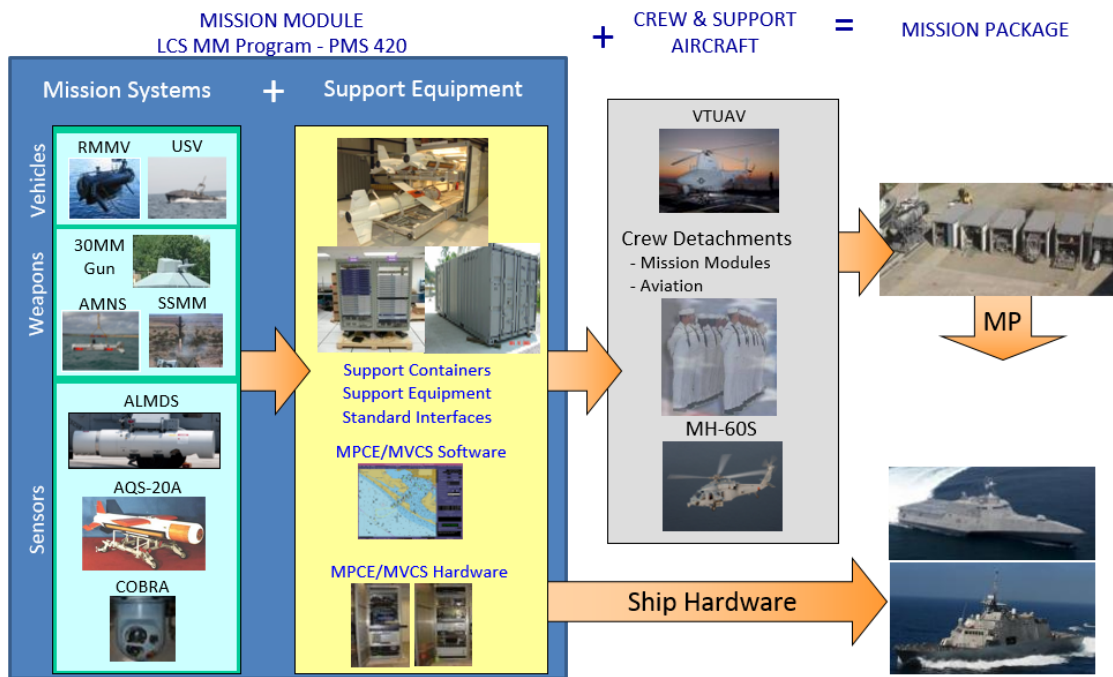 MISSION MODULE
LCS MM Program - PMS 420
+
CREW & SUPPORT
AIRCRAFT
=
MISSION PACKAGE
Mission Systems
+
Support Equipment
Vehicles
RMMV
USV
Weapons
30MM
Gun
AMNS
SSMM
Sensors
ALMDS
AQS-20A
COBRA
Support Containers
Support Equipment
Standard Interfaces
MPCE/MVCS Software
MPCE/MVCS Hardware
VTUAV
Crew Detachments
- Mission Modules
- Aviation
MH-60S
MP
Ship Hardware